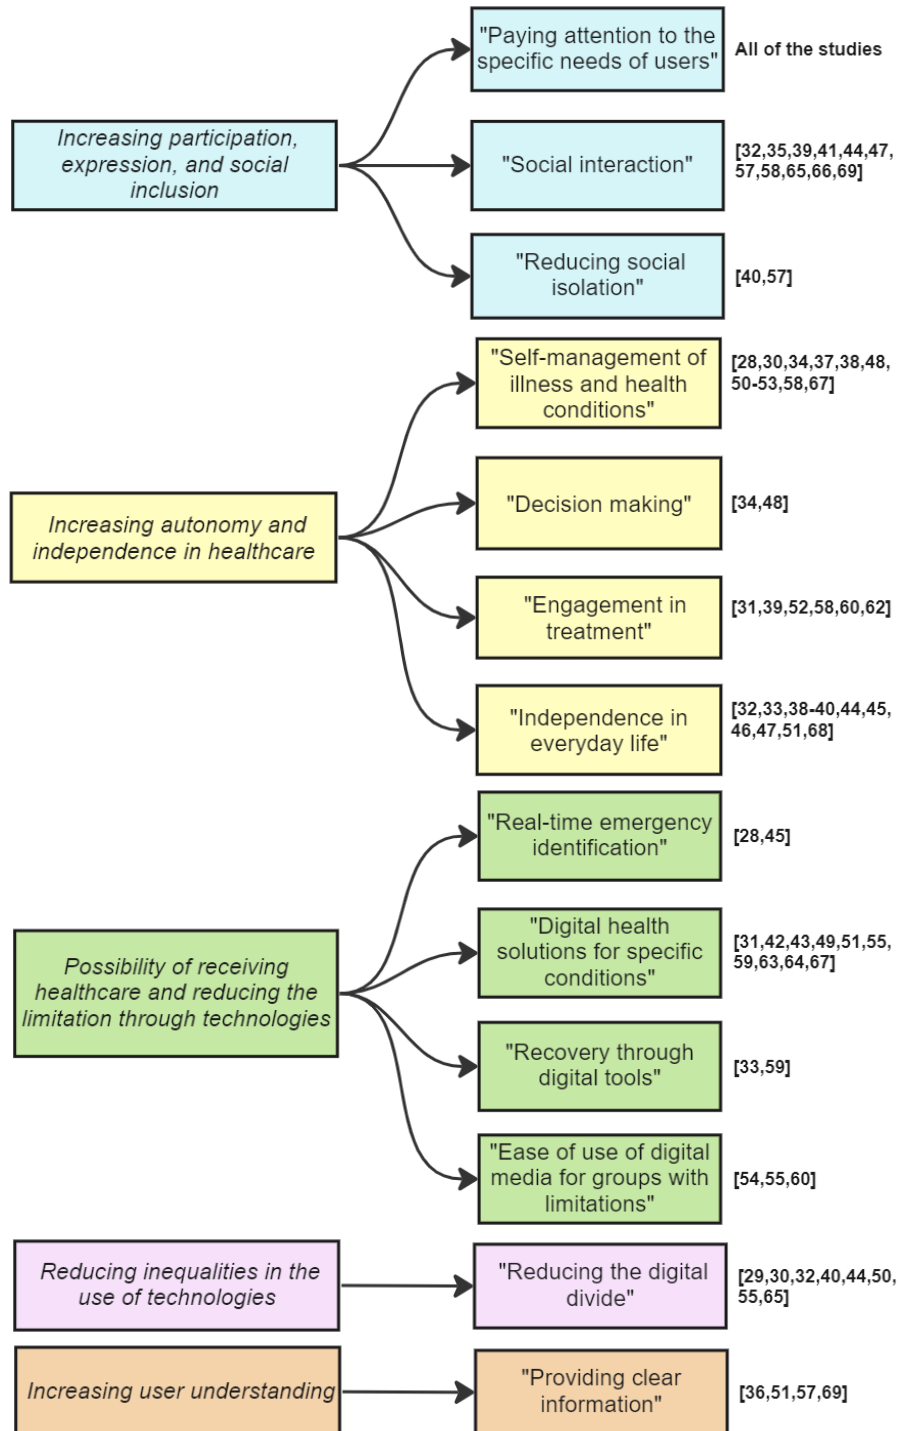 "Paying attention to the
specific needs of users"
All of the studies
Increasing participation,
expression, and social
inclusion
"Social interaction"
[32,35,39,41,44,47,
57,58,65,66,69]
"Reducing social
isolation"
[40,57]
"Self-management of
illness and health
conditions"
[28,30,34,37,38,48,
50-53,58,67]
Increasing autonomy and
independence in healthcare
"Decision making"
[34,48]
"Engagement in
treatment"
[31,39,52,58,60,62]
"Independence in
everyday life"
[32,33,38-40,44,45,
46,47,51,68]
"Real-time emergency
identification"
[28,45]
Possibility of receiving
healthcare and reducing the
limitation through technologies
"Digital health
solutions for specific
conditions"
[31,42,43,49,51,55,
59,63,64,67]
"Recovery through
digital tools"
[33,59]
"Ease of use of digital
media for groups with
limitations"
[54,55,60]
Reducing inequalities in the
use of technologies
"Reducing the digital
divide"
[29,30,32,40,44,50,
55,65]
Increasing user understanding
"Providing clear
information"
[36,51,57,69]